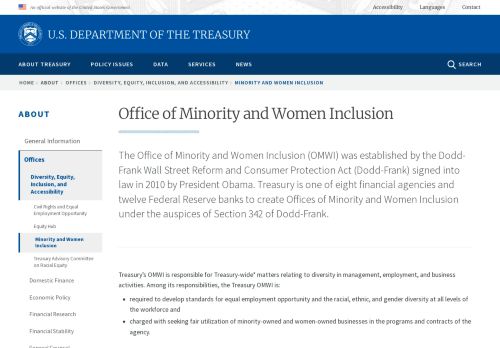 An official website of the United States Government
Accessibility Languages Contact
U.S. DEPARTMENT OF THE TREASURY
ABOUT TREASURY POLICY ISSUES DATA SERVICES NEWS SEARCH
HOME › ABOUT › OFFICES › DIVERSITY, EQUITY, INCLUSION, AND ACCESSIBILITY › MINORITY AND WOMEN INCLUSION
ABOUT
General Information
Offices
Diversity, Equity,
Inclusion, and
Accessibility
Civil Rights and Equal
Employment Opportunity
Equity Hub
Minority and Women
Inclusion
Treasury Advisory Committee
on Racial Equity
Domestic Finance
Economic Policy
Financial Research
Financial Stability
Office of Minority and Women Inclusion
The Office of Minority and Women Inclusion (OMWI) was established by the Dodd-
Frank Wall Street Reform and Consumer Protection Act (Dodd-Frank) signed into
law in 2010 by President Obama. Treasury is one of eight financial agencies and
twelve Federal Reserve banks to create Offices of Minority and Women Inclusion
under the auspices of Section 342 of Dodd-Frank.
Treasury's OMWI is responsible for Treasury-wide* matters relating to diversity in management, employment, and business
activities. Among its responsibilities, the Treasury OMWI is:
• required to develop standards for equal employment opportunity and the racial, ethnic, and gender diversity at all levels of
the workforce and
• charged with seeking fair utilization of minority-owned and women-owned businesses in the programs and contracts of the
agency.